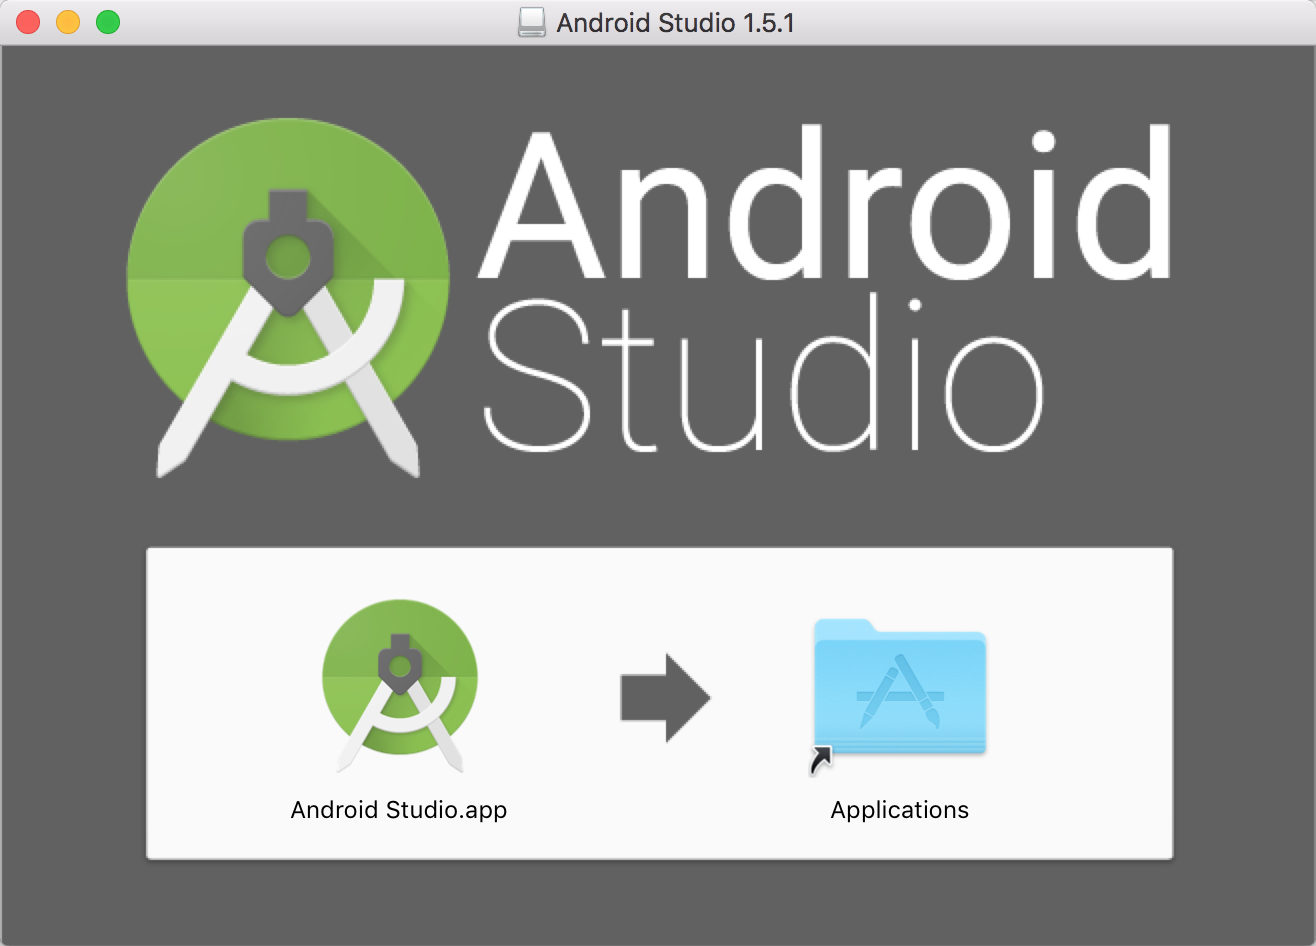 Android Studio 1.5.1
Android
Studio
Android Studio.app
Applications